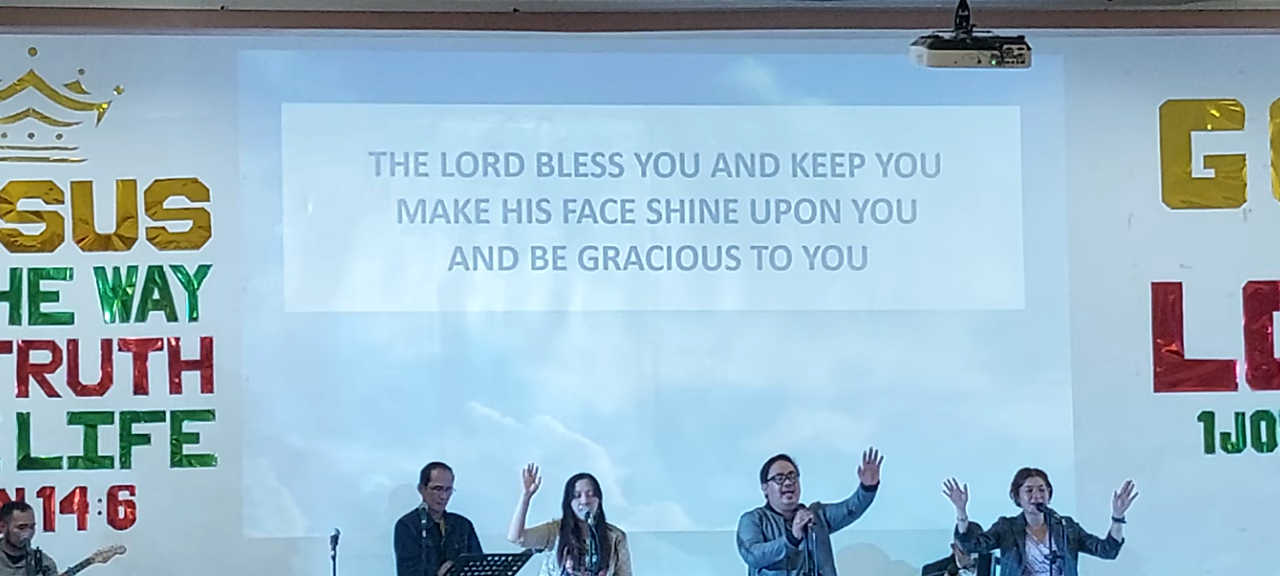 SUS
HE WAY
TRUTH
LIFE
N 14:6
THE LORD BLESS YOU AND KEEP YOU
MAKE HIS FACE SHINE UPON YOU
AND BE GRACIOUS TO YOU
G
LO
1JO